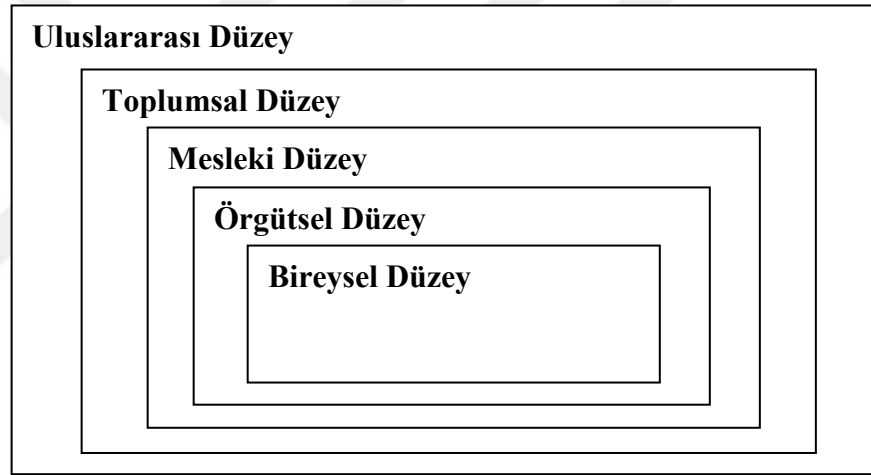 Uluslararası Düzey
Toplumsal Düzey
Mesleki Düzey
Örgütsel Düzey
Bireysel Düzey